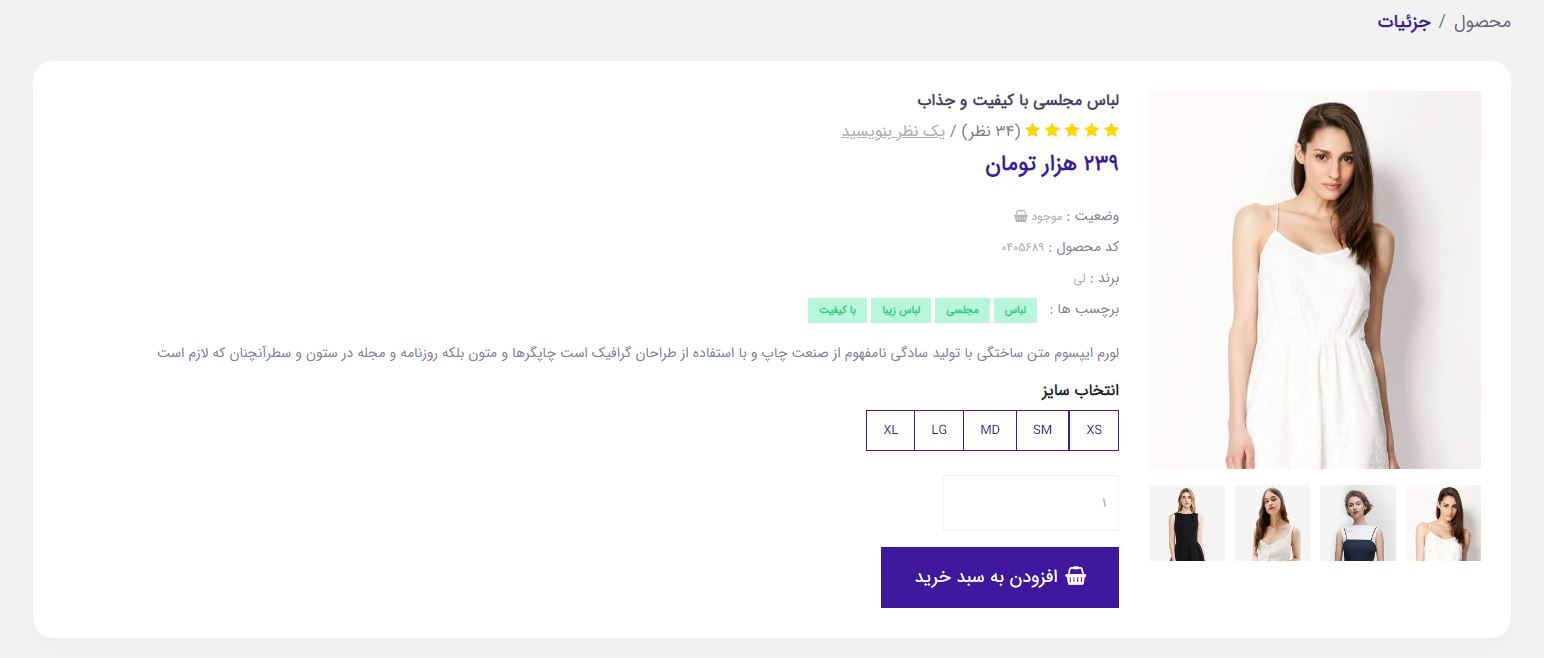 محصول / جزئیات
لباس مجلسی با کیفیت و جذاب
(۳۴ نظر) / یک نظر بنویسید
۲۳۹ هزار تومان
وضعیت : موجود
کد محصول : ۰۴۰۵۶۸۹
برند : لی
برچسب ها : لباس مجلسی لباس زیبا با کیفیت
لورم ایپسوم متن ساختگی با تولید سادگی نامفهوم از صنعت چاپ و با استفاده از طراحان گرافیک است چاپگرها و متون بلکه روزنامه و مجله در ستون و سطرآنچنان که لازم است
انتخاب سایز
XS SM MD LG XL
۱
افزودن به سبد خرید